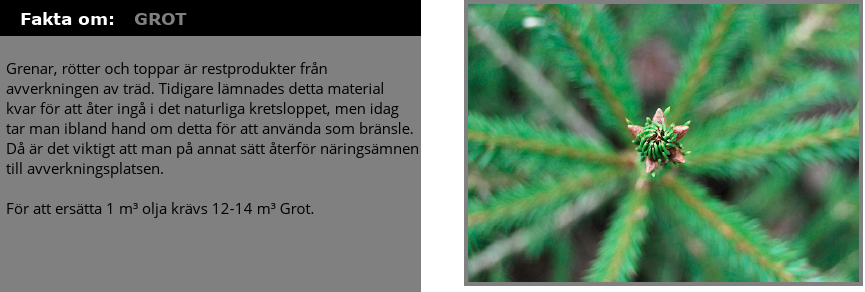 Fakta om: GROT
Grenar, rötter och toppar är restprodukter från
avverkningen av träd. Tidigare lämnades detta material
kvar för att åter ingå i det naturliga kretsloppet, men idag
tar man ibland hand om detta för att använda som bränsle.
Då är det viktigt att man på annat sätt återför näringsämnen
till avverkningsplatsen.
För att ersätta 1 m³ olja krävs 12-14 m³ Grot.